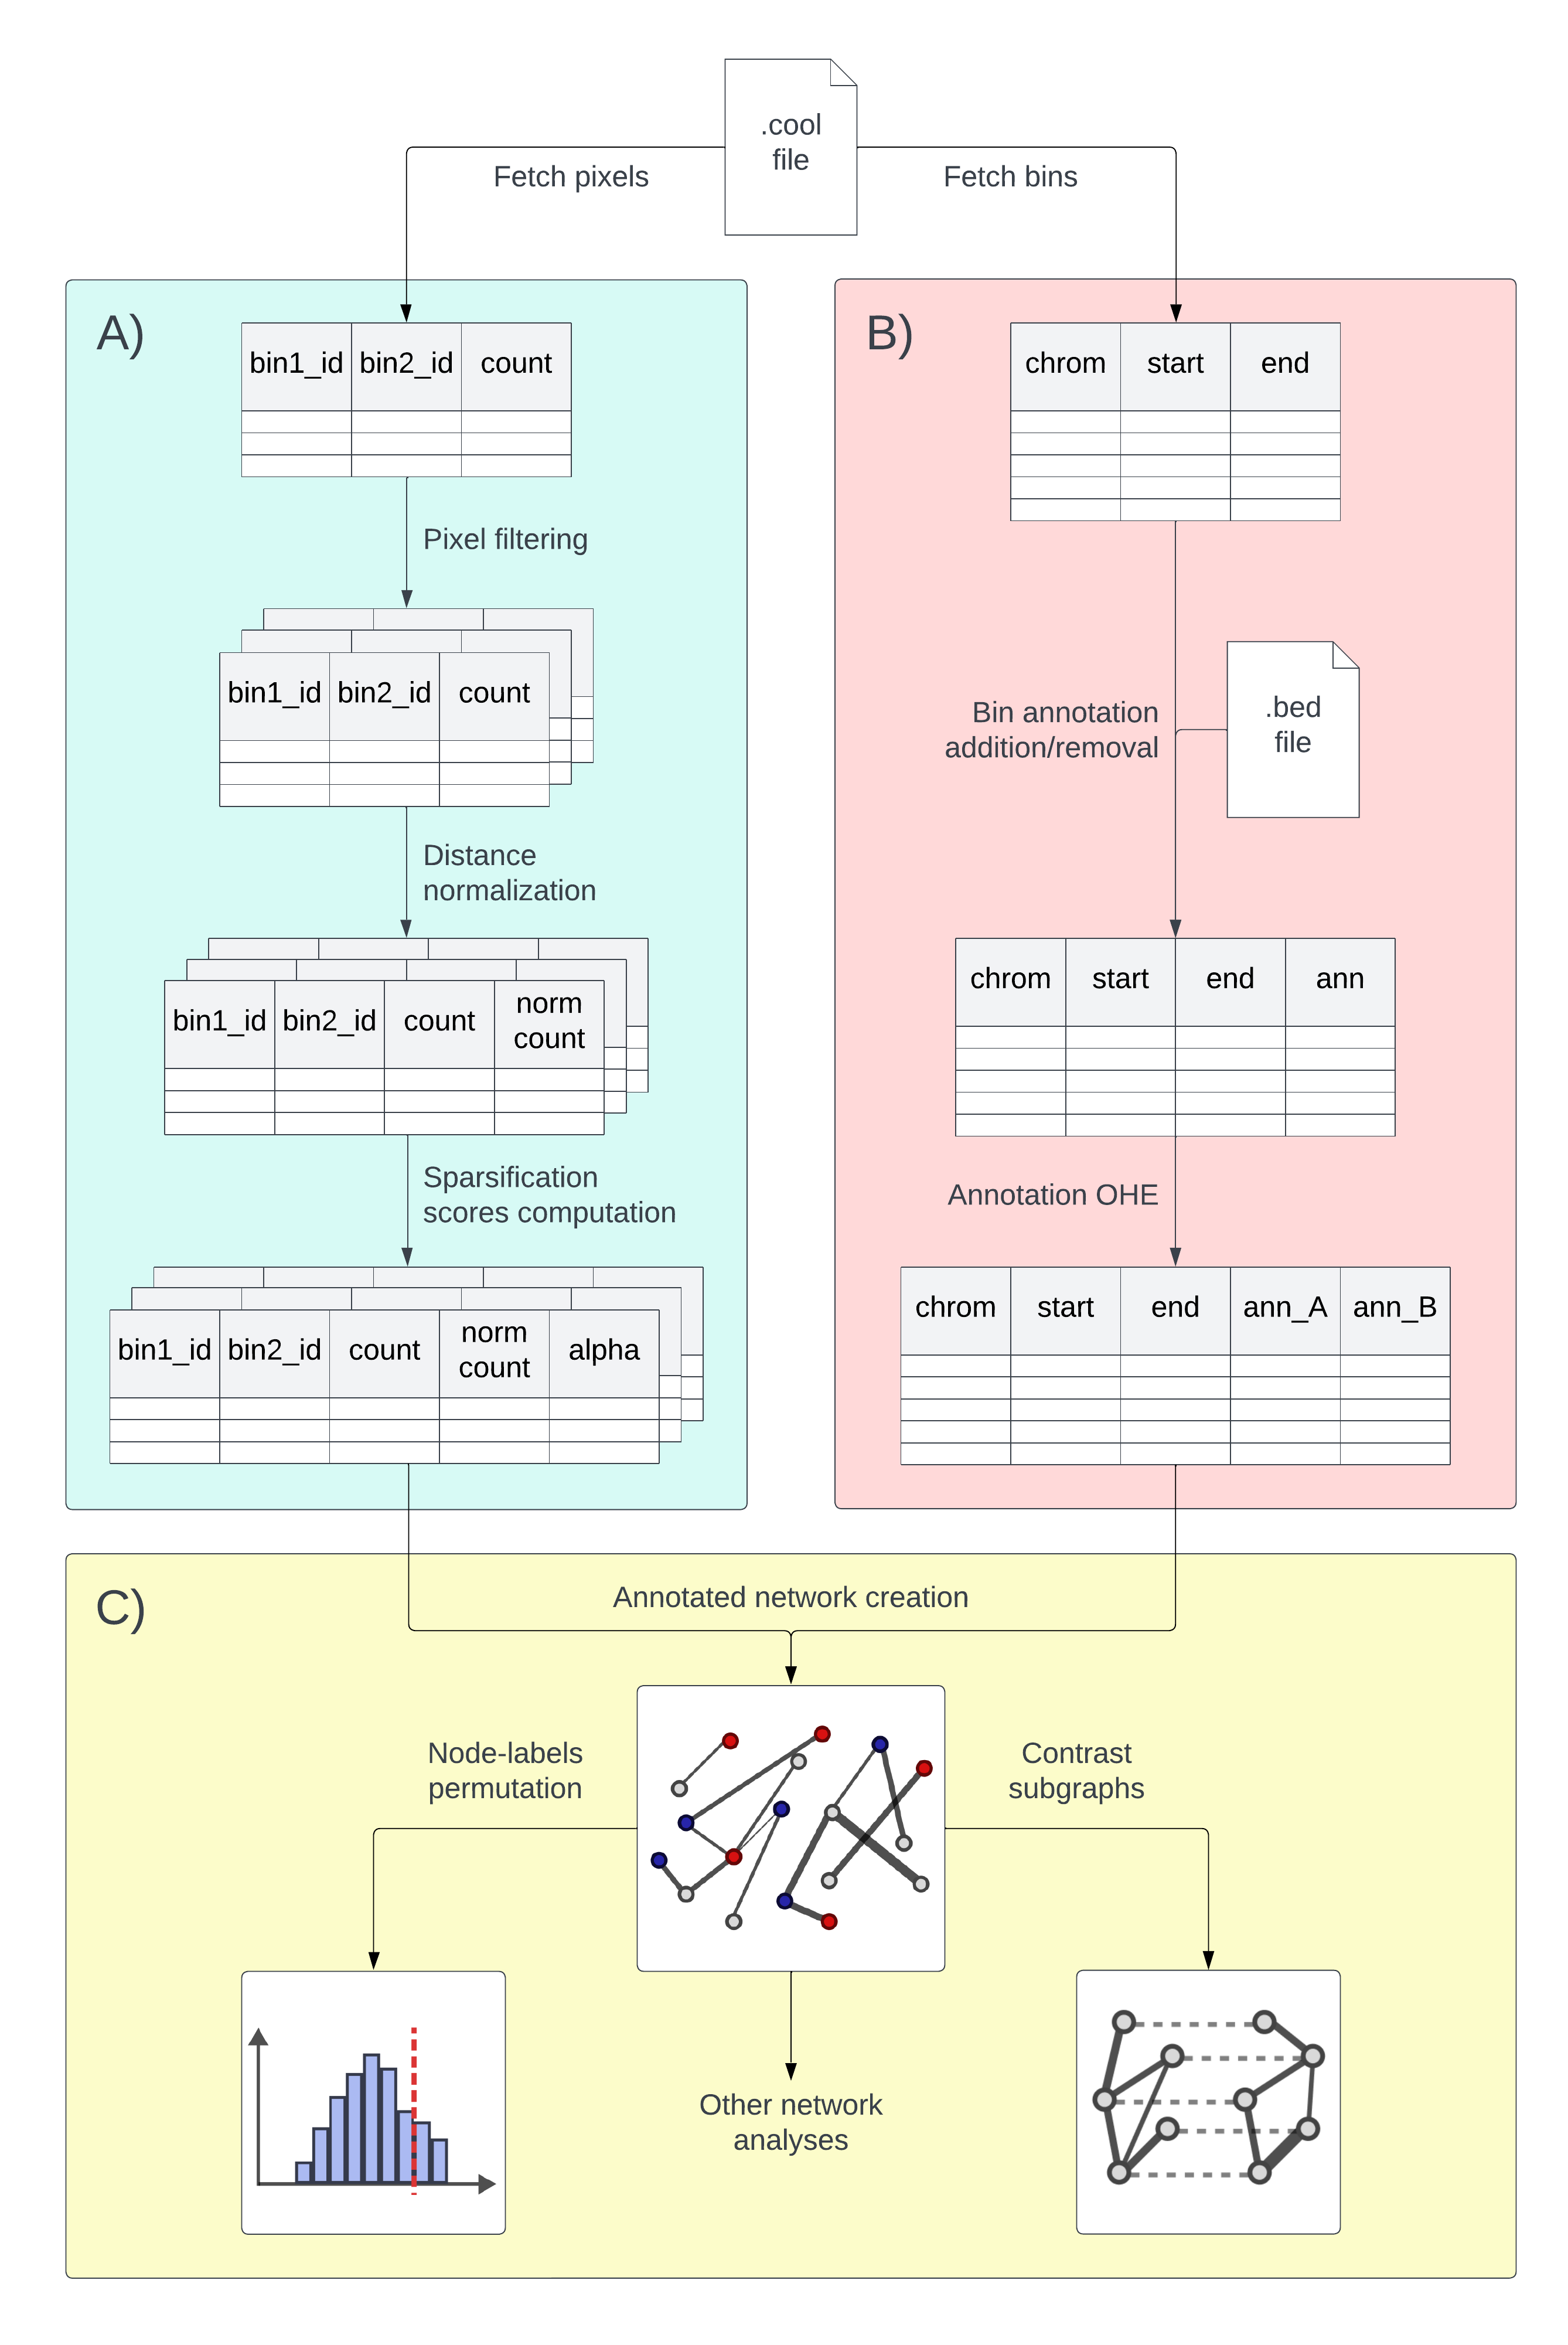 .cool
file
Fetch pixels
Fetch bins
A)
bin1_id bin2_id count
Pixel filtering
bin1_id bin2_id count
Distance
normalization
bin1_id bin2_id count norm
count
Sparsification
scores computation
bin1_id bin2_id count norm
count alpha
B)
chrom start end
Bin annotation
addition/removal
.bed
file
chrom start end ann
Annotation OHE
chrom start end ann_A ann_B
C)
Annotated network creation
Node-labels
permutation
Contrast
subgraphs
Other network
analyses